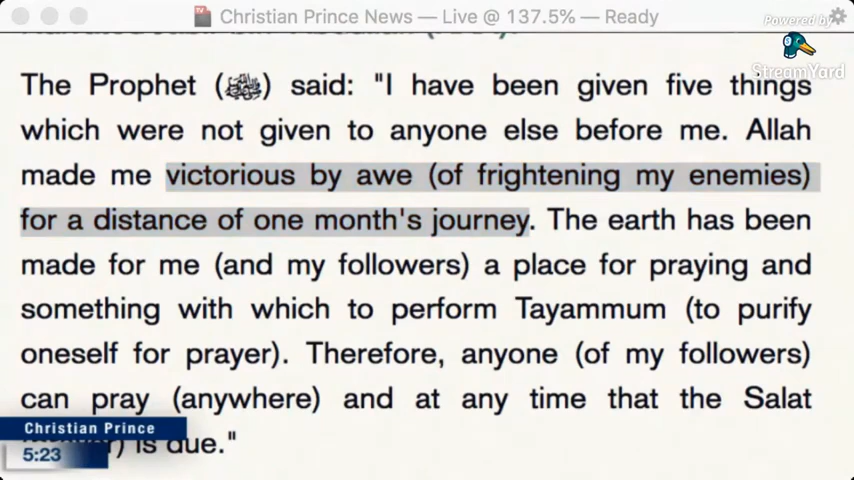 Christian Prince News — Live @ 137.5% — Ready
Powered by
StreamYard
The Prophet (ﷺ) said: "I have been given five things
which were not given to anyone else before me. Allah
made me victorious by awe (of frightening my enemies)
for a distance of one month's journey. The earth has been
made for me (and my followers) a place for praying and
something with which to perform Tayammum (to purify
oneself for prayer). Therefore, anyone (of my followers)
can pray (anywhere) and at any time that the Salat
is due."
Christian Prince
5:23